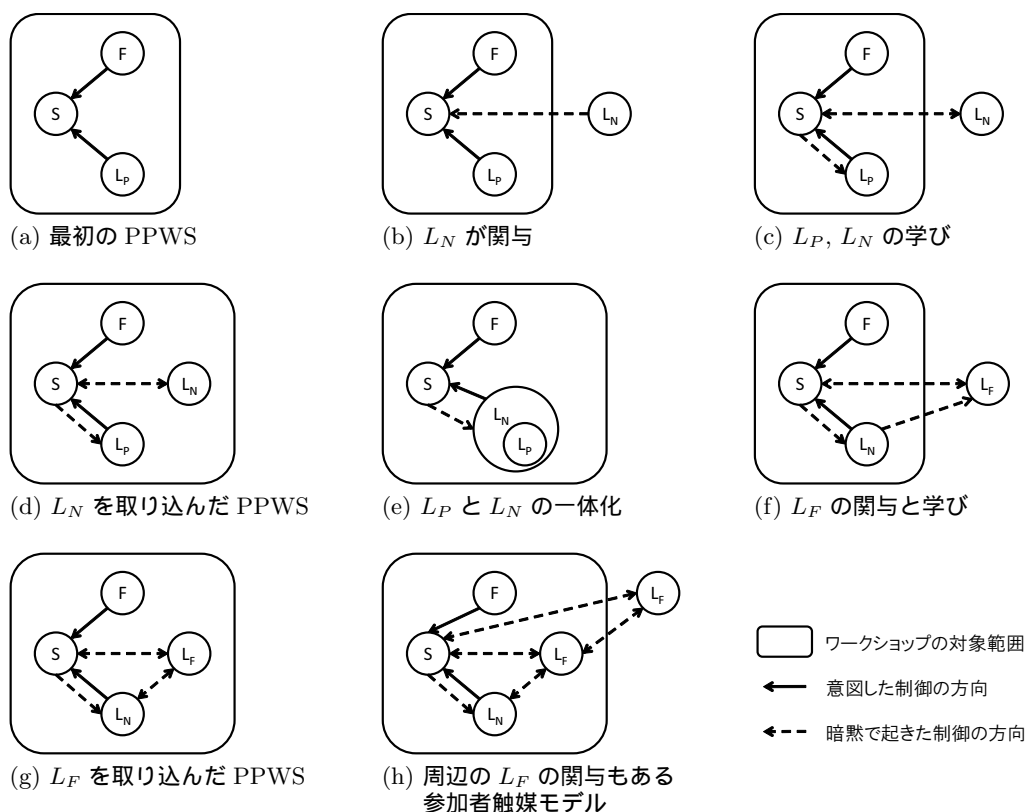 F
S
L_P
(a) 最初の PPWS
F
S
L_N
L_P
(b) L_N が関与
F
S
L_N
L_P
(c) L_P, L_N の学び
F
S
L_N
L_P
(d) L_N を取り込んだ PPWS
F
S
L_N
L_P
(e) L_P と L_N の一体化
F
S
L_F
L_N
(f) L_F の関与と学び
F
S
L_F
L_N
(g) L_F を取り込んだ PPWS
F
L_F
S
L_F
L_N
(h) 周辺の L_F の関与もある
参加者触媒モデル
ワークショップの対象範囲
意図した制御の方向
暗黙で起きた制御の方向